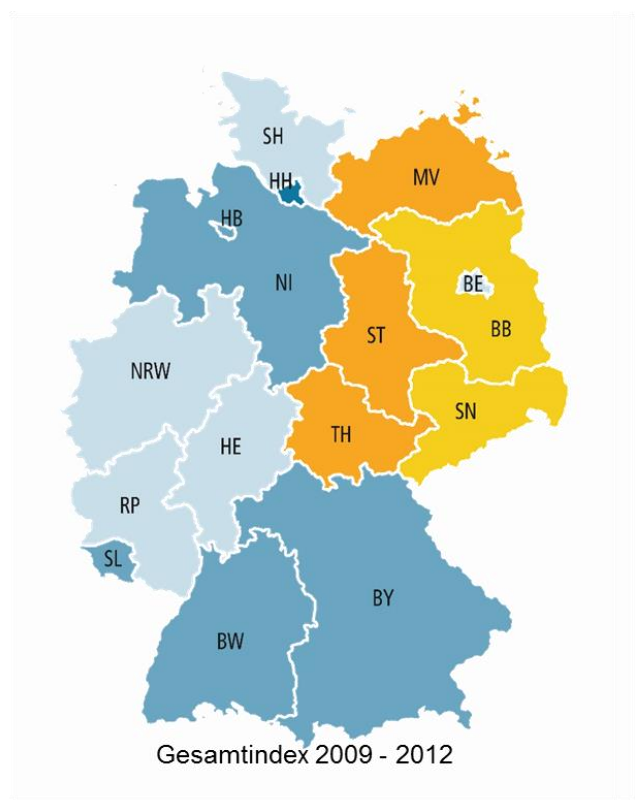 SH
HH
MV
HB
NI
BE
BB
ST
NRW
SN
TH
HE
RP
SL
BY
BW
Gesamtindex 2009 - 2012